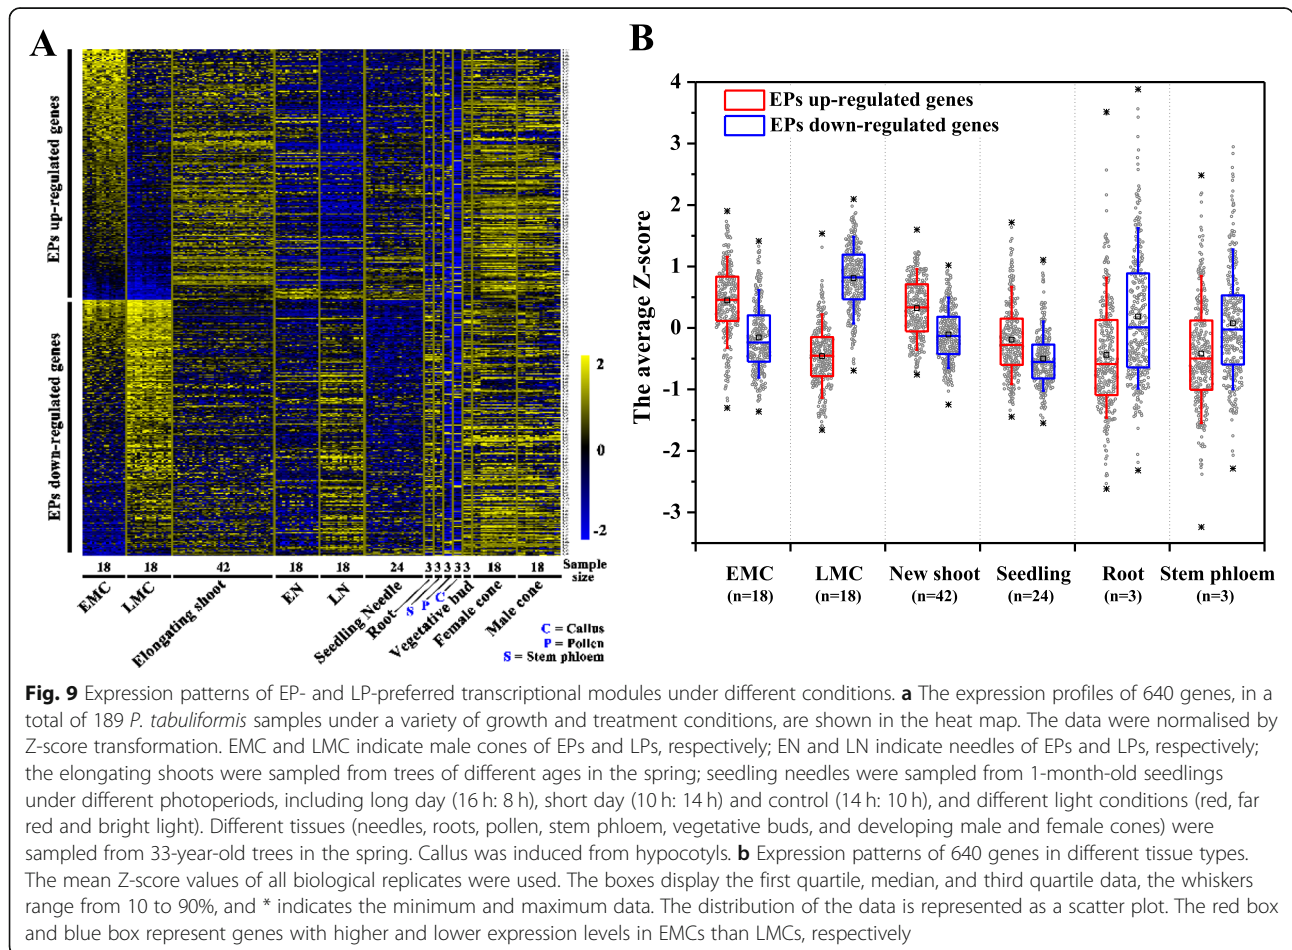 A
B
EPs up-regulated genes
EPs down-regulated genes
2
0
-2
18 18 42 18 18 24 3 3 3 3 3 18 18 Sample size
EMC
LMC
Elongating shoot
EN
LN
Seedling Needle
Root
S
P
C
Vegetative bud
Female cone
Male cone
C = Callus
P = Pollen
S = Stem phloem
The average Z-score
4
3
2
1
0
-1
-2
-3
EPs up-regulated genes
EPs down-regulated genes
EMC LMC New shoot Seedling Root Stem phloem
(n=18) (n=18) (n=42) (n=24) (n=3) (n=3)
Fig. 9 Expression patterns of EP- and LP-preferred transcriptional modules under different conditions. a The expression profiles of 640 genes, in a
total of 189 P. tabuliformis samples under a variety of growth and treatment conditions, are shown in the heat map. The data were normalised by
Z-score transformation. EMC and LMC indicate male cones of EPs and LPs, respectively; EN and LN indicate needles of EPs and LPs, respectively;
the elongating shoots were sampled from trees of different ages in the spring; seedling needles were sampled from 1-month-old seedlings
under different photoperiods, including long day (16 h: 8 h), short day (10 h: 14 h) and control (14 h: 10 h), and different light conditions (red, far
red and bright light). Different tissues (needles, roots, pollen, stem phloem, vegetative buds, and developing male and female cones) were
sampled from 33-year-old trees in the spring. Callus was induced from hypocotyls. b Expression patterns of 640 genes in different tissue types.
The mean Z-score values of all biological replicates were used. The boxes display the first quartile, median, and third quartile data, the whiskers
range from 10 to 90%, and * indicates the minimum and maximum data. The distribution of the data is represented as a scatter plot. The red box
and blue box represent genes with higher and lower expression levels in EMCs than LMCs, respectively